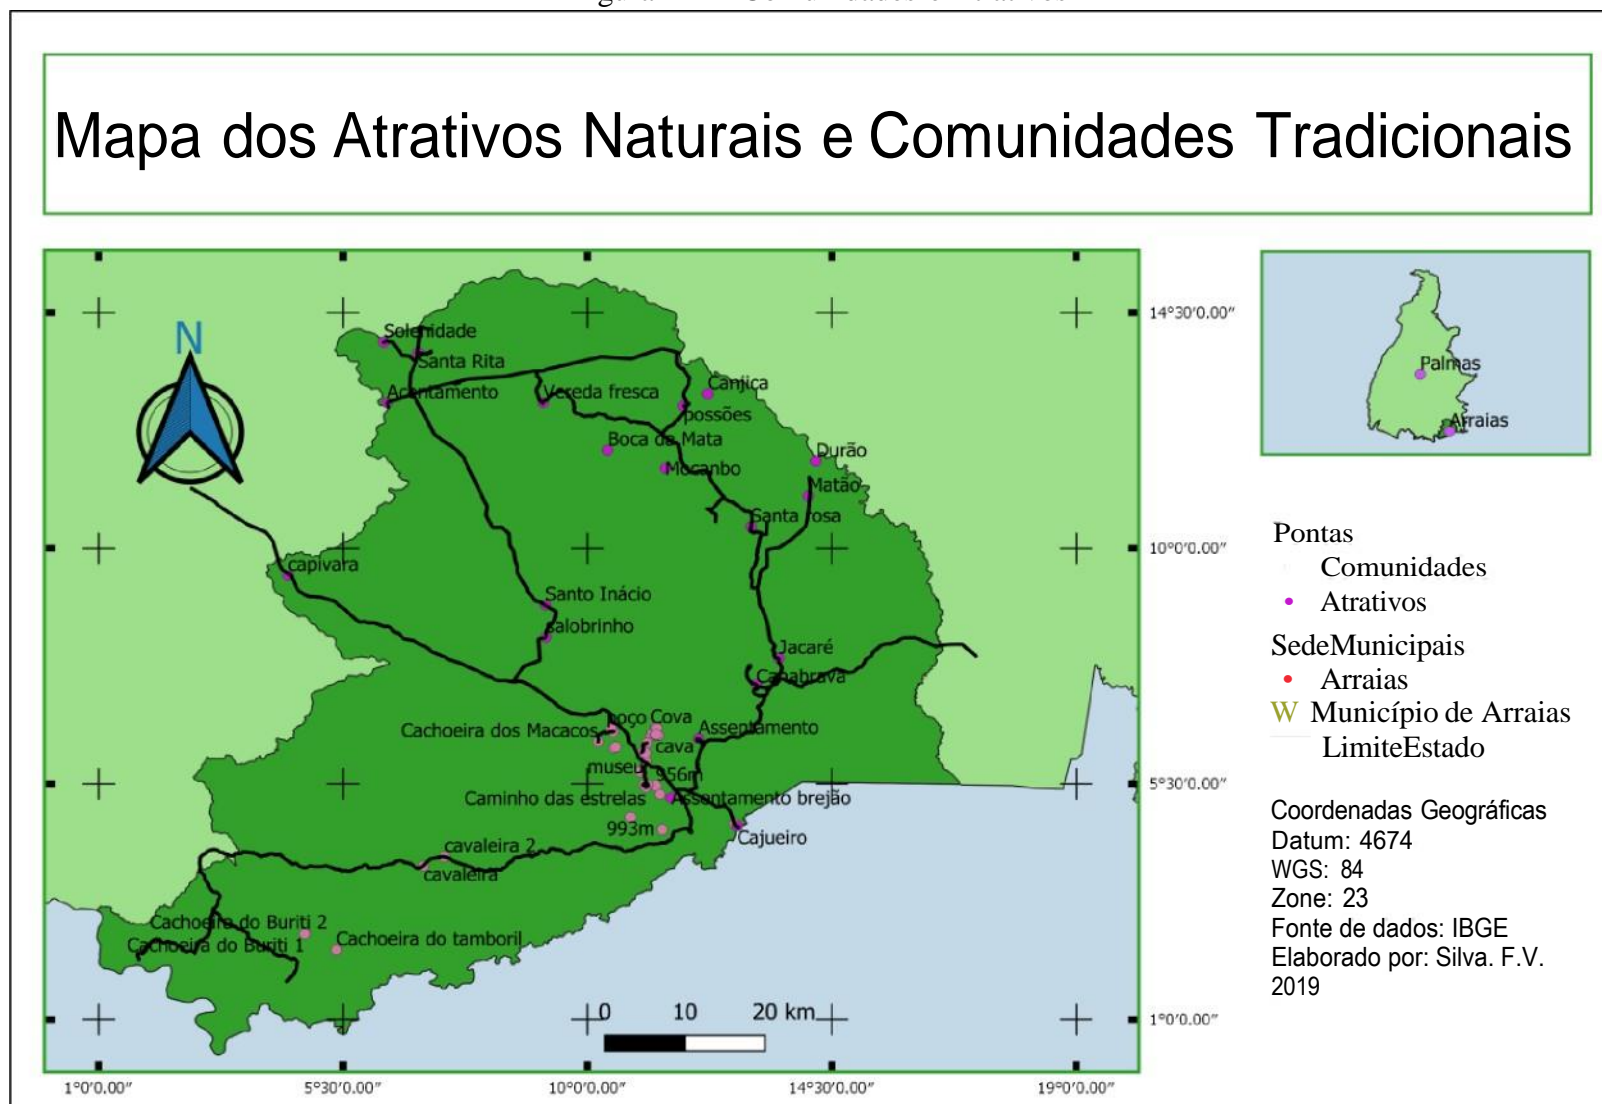 Mapa dos Atrativos Naturais e Comunidades Tradicionais
N
Solenidade
Santa Rita
Acentamento
Vereda fresca
Canjica
possões
Boca da Mata
Mocanbo
Durão
Matão
Santa rosa
capivara
Santo Inácio
salobrinho
Jacaré
Canabrava
poço Cova
Cachoeira dos Macacos
Assentamento
cava
museu 956m
Caminho das estrelas
Assentamento brejão
993m
Cajueiro
cavaleira 2
cavaleira
Cachoeira do Buriti 2
Cachoeira do Buriti 1
Cachoeira do tamboril
0 10 20 km
14°30'0.00"
10°0'0.00"
5°30'0.00"
1°0'0.00"
1°0'0.00" 5°30'0.00" 10°0'0.00" 14°30'0.00" 19°0'0.00"
Palmas
Arraias
Pontas
Comunidades
Atrativos
SedeMunicipais
Arraias
W Município de Arraias
LimiteEstado
Coordenadas Geográficas
Datum: 4674
WGS: 84
Zone: 23
Fonte de dados: IBGE
Elaborado por: Silva. F.V.
2019